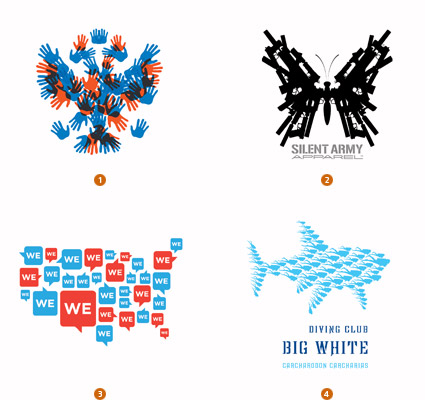 1
SILENT ARMY
APPAREL
2
WE
WE WE WE WE WE
WE WE WE WE WE
WE WE WE WE WE WE
WE WE WE WE WE WE
WE WE WE WE
WE
3
DIVING CLUB
BIG WHITE
CARCHARODON CARCHARIAS
4